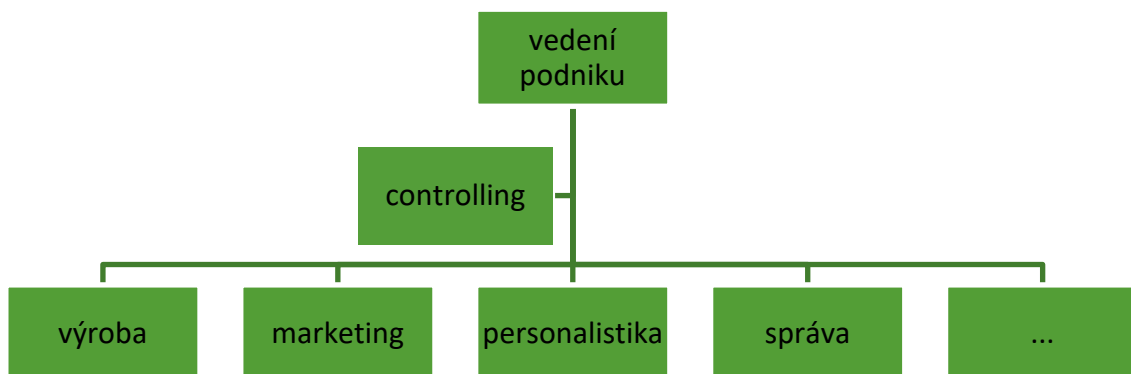 vedení
podniku
controlling
výroba
marketing
personalistika
správa
...